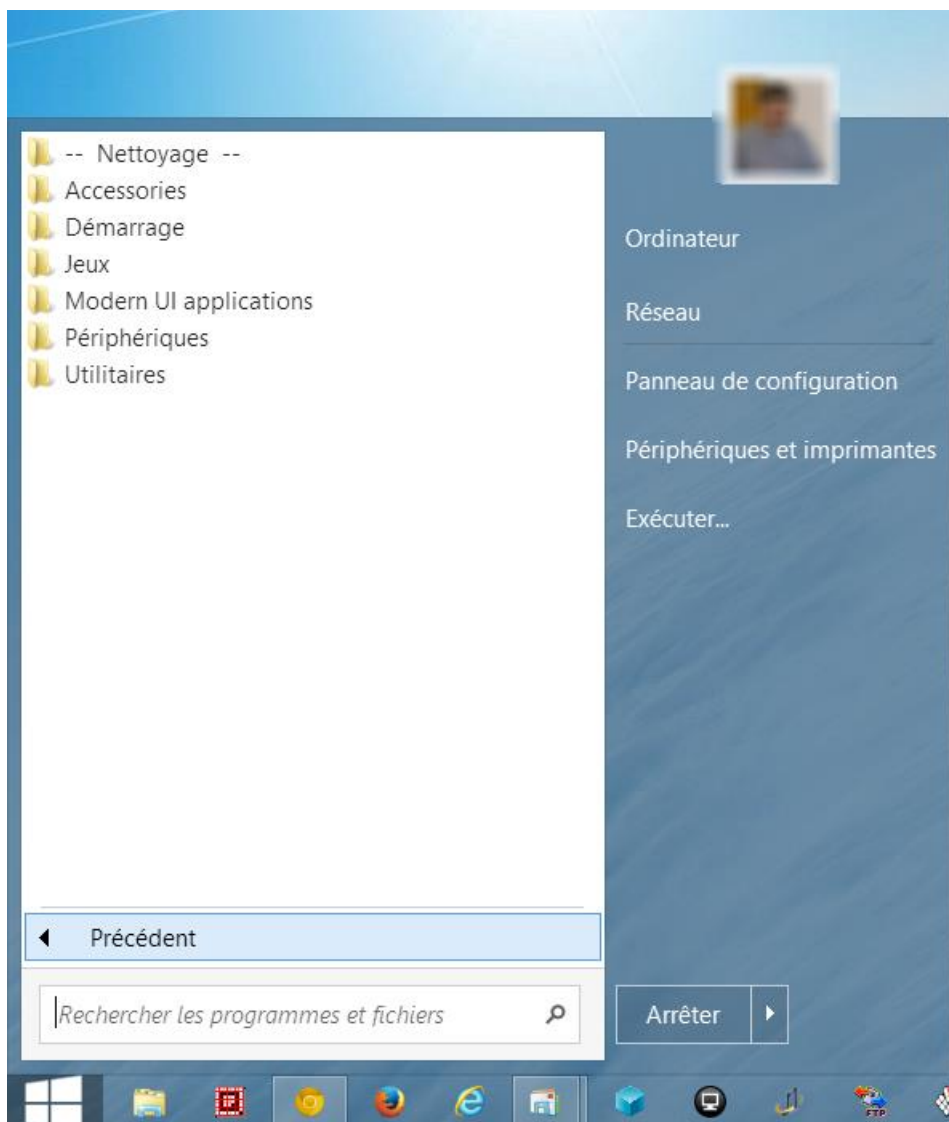 -- Nettoyage --
Accessories
Démarrage
Jeux
Modern UI applications
Périphériques
Utilitaires
Précédent
Rechercher les programmes et fichiers
Ordinateur
Réseau
Panneau de configuration
Périphériques et imprimantes
Exécuter...
Arrêter
FTP